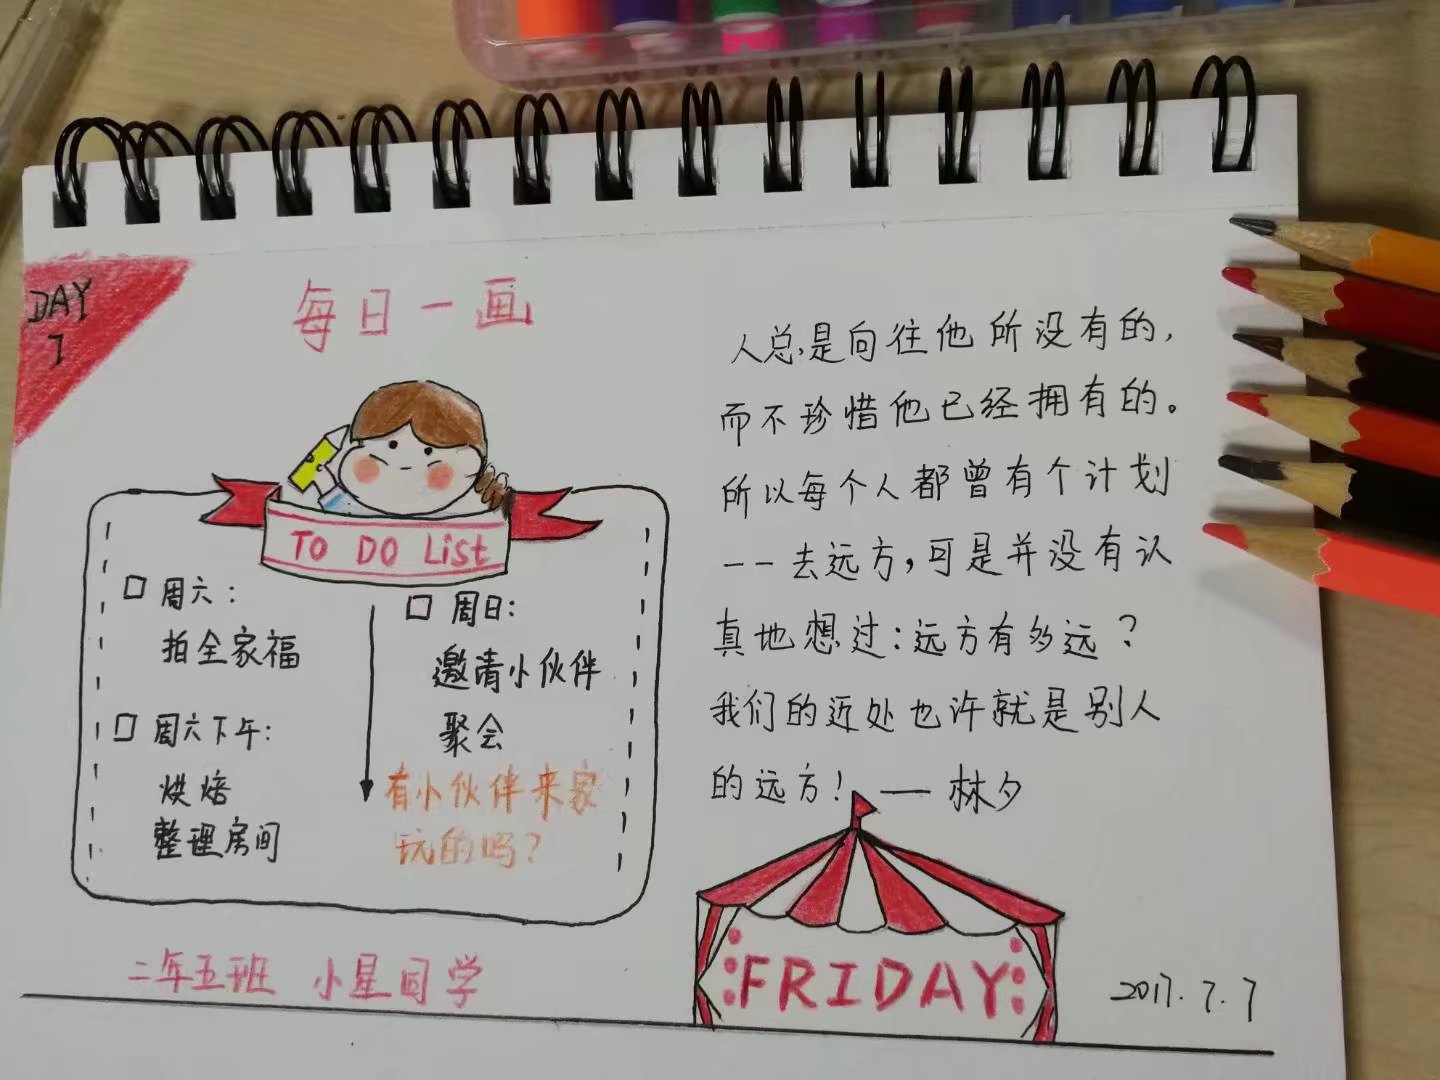 DAY
7
每日一画
TO DO List
周六:
拍全家福
周六下午:
烘焙
整理房间
周日:
邀请小伙伴
聚会
有小伙伴来家
玩的吗?
二年五班 小星同学
人总是向往他所没有的,
而不珍惜他已经拥有的。
所以每个人都曾有个计划
--去远方,可是并没有认
真地想过:远方有多远?
我们的近处也许就是别人
的远方!— 林夕
FRIDAY
2017.7.7